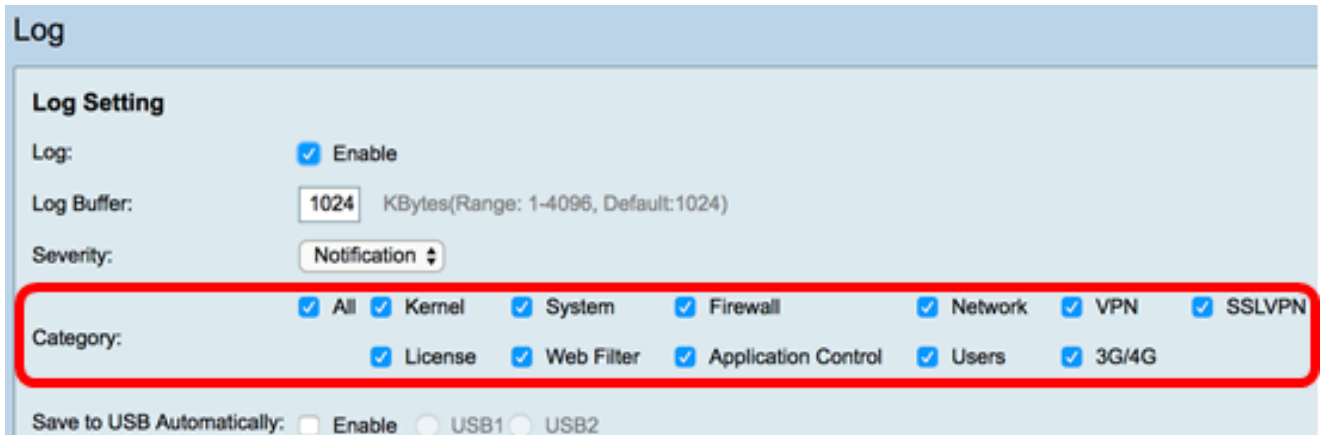 Log
Log Setting
Log: Enable
Log Buffer: 1024 KBytes(Range: 1-4096, Default:1024)
Severity: Notification
All Kernel System Firewall Network VPN SSLVPN
Category:
License Web Filter Application Control Users 3G/4G
Save to USB Automatically: Enable USB1 USB2